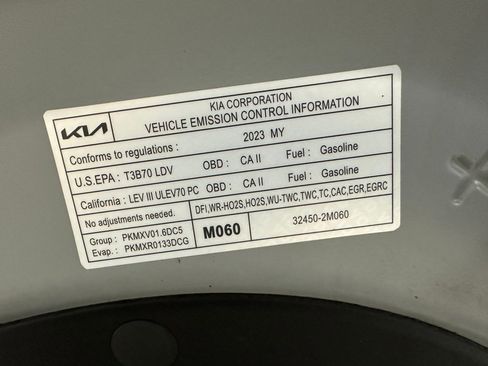 KIA
KIA CORPORATION
VEHICLE EMISSION CONTROL INFORMATION
Conforms to regulations : 2023 MY
U.S.EPA : T3B70 LDV OBD : CA II Fuel : Gasoline
California : LEV III ULEV70 PC OBD : CA II Fuel : Gasoline
No adjustments needed. DFI,WR-HO2S,HO2S,WU-TWC,TWC,TC,CAC,EGR,EGRC
Group : PKMXV01.6DC5
Evap. : PKMXR0133DCG
M060
32450-2M060